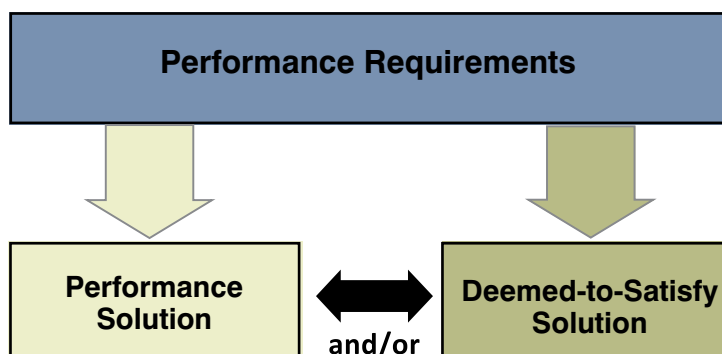 Performance Requirements
Performance
Solution
Deemed-to-Satisfy
Solution
and/or